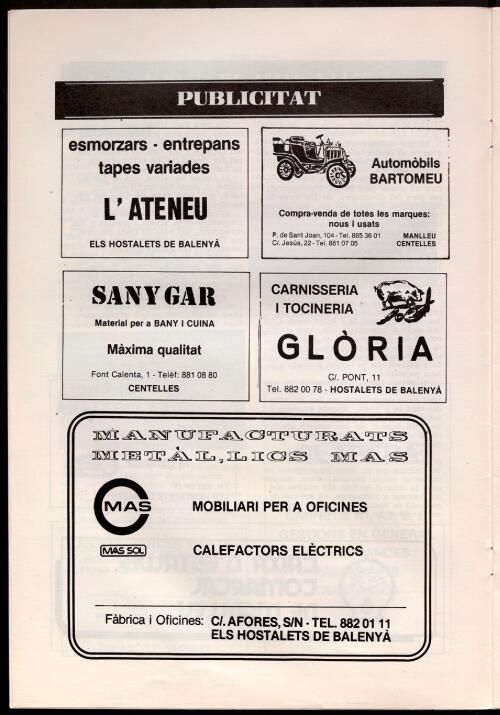 PUBLICITAT
esmorzars - entrepans
tapes variades
L'ATENEU
ELS HOSTALETS DE BALENYÀ
Automòbils
BARTOMEU
Compra-venda de totes les marques:
nous i usats
P. de Sant Joan, 104 - Tel. 885 36 01 MANLLEU
C/. Jesús, 22 - Tel. 881 07 05 CENTELLES
SANYGAR
Material per a BANY I CUINA
Màxima qualitat
Font Calenta, 1 - Telèf: 881 08 80
CENTELLES
CARNISSERIA
I TOCINERIA
GLÒRIA
C/. PONT, 11
Tel. 882 00 78 - HOSTALETS DE BALENYÀ
MANUFACTURATS
METÀL,LICS MAS
MAS
MOBILIARI PER A OFICINES
MAS SOL
CALEFACTORS ELÈCTRICS
Fàbrica i Oficines: C/. AFORES, S/N - TEL. 882 01 11
ELS HOSTALETS DE BALENYÀ